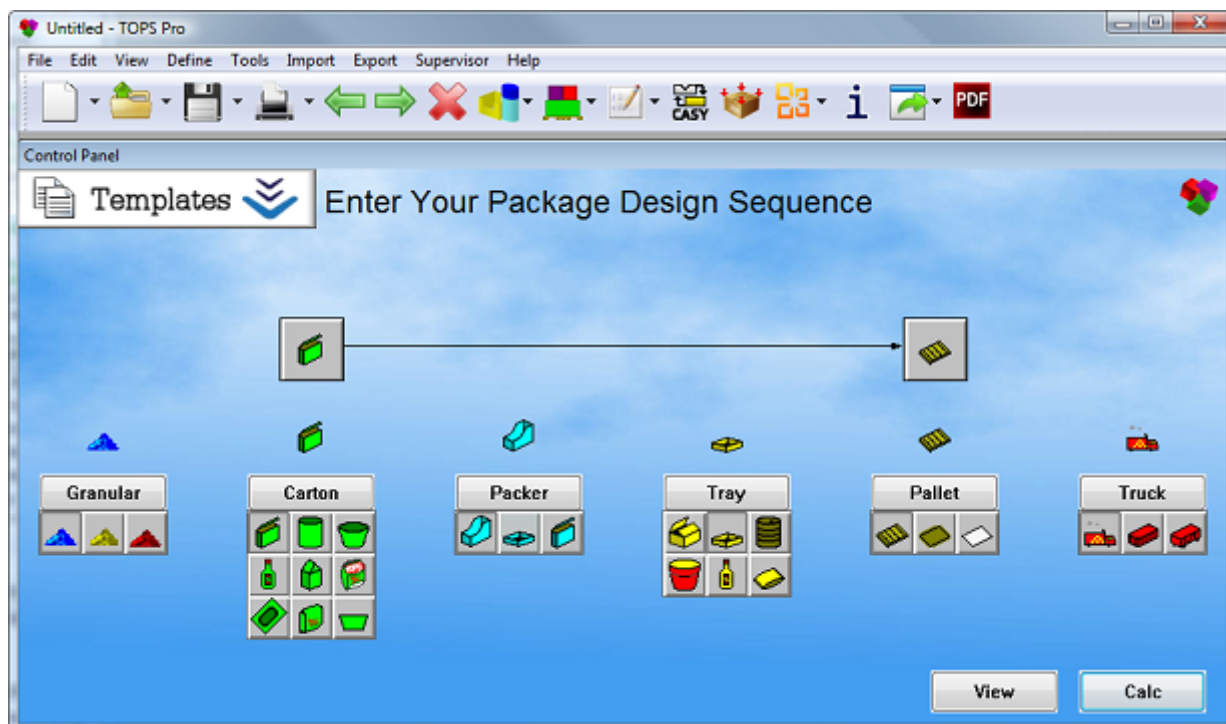 Untitled - TOPS Pro
File Edit View Define Tools Import Export Supervisor Help
CASY i PDF
Control Panel
Templates Enter Your Package Design Sequence
Granular Carton Packer Tray Pallet Truck
View Calc